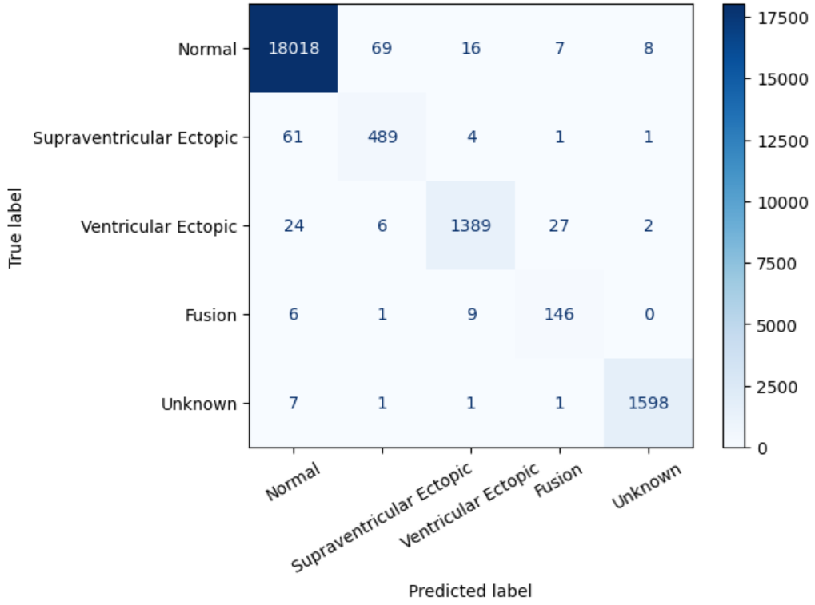 Normal 18018 69 16 7 8
Supraventricular Ectopic 61 489 4 1 1
Ventricular Ectopic 24 6 1389 27 2
Fusion 6 1 9 146 0
Unknown 7 1 1 1 1598
True label
Normal Supraventricular Ectopic Ventricular Ectopic Fusion Unknown
Predicted label
17500
15000
12500
10000
7500
5000
2500
0